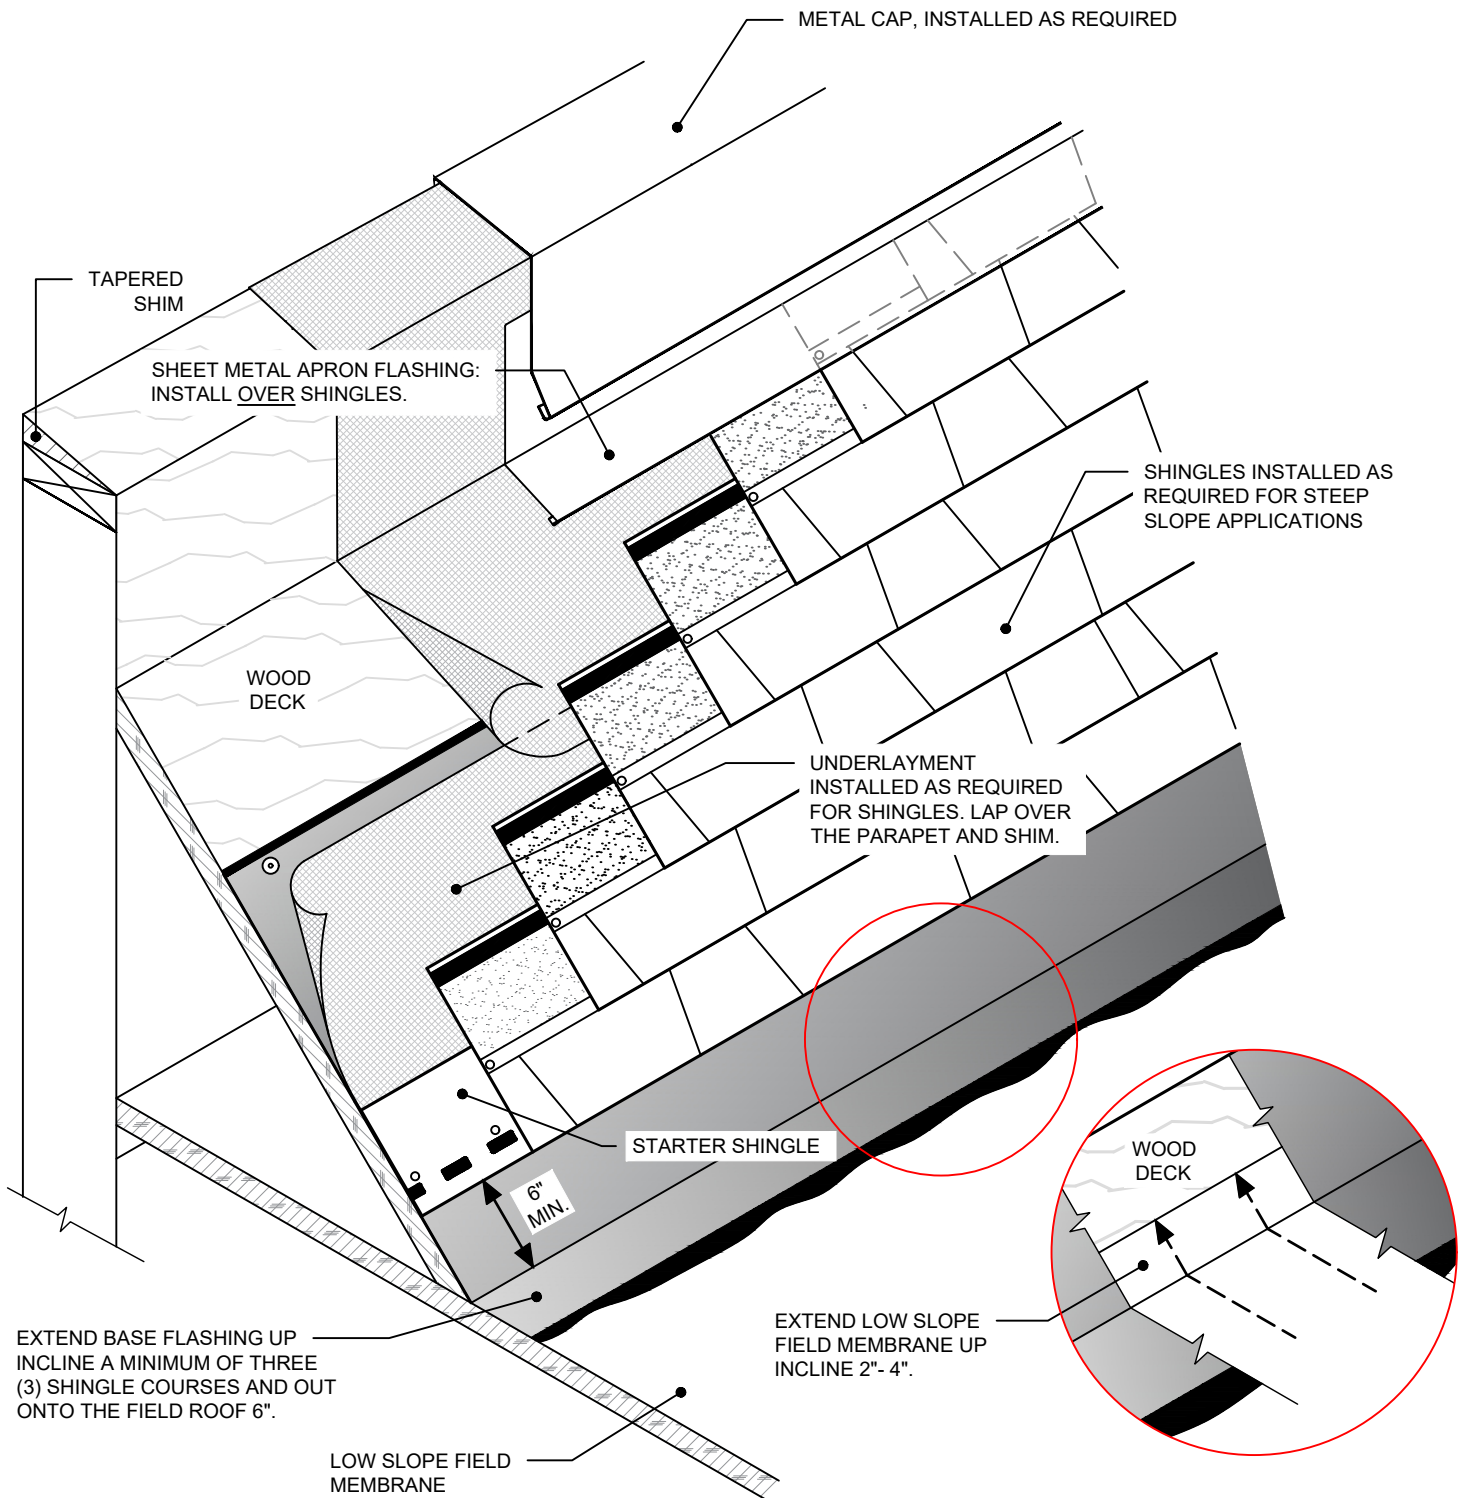 METAL CAP, INSTALLED AS REQUIRED
TAPERED
SHIM
SHEET METAL APRON FLASHING:
INSTALL OVER SHINGLES.
SHINGLES INSTALLED AS
REQUIRED FOR STEEP
SLOPE APPLICATIONS
WOOD
DECK
UNDERLAYMENT
INSTALLED AS REQUIRED
FOR SHINGLES. LAP OVER
THE PARAPET AND SHIM.
STARTER SHINGLE
WOOD
DECK
6"
MIN.
EXTEND BASE FLASHING UP
INCLINE A MINIMUM OF THREE
(3) SHINGLE COURSES AND OUT
ONTO THE FIELD ROOF 6".
EXTEND LOW SLOPE
FIELD MEMBRANE UP
INCLINE 2"- 4".
LOW SLOPE FIELD
MEMBRANE